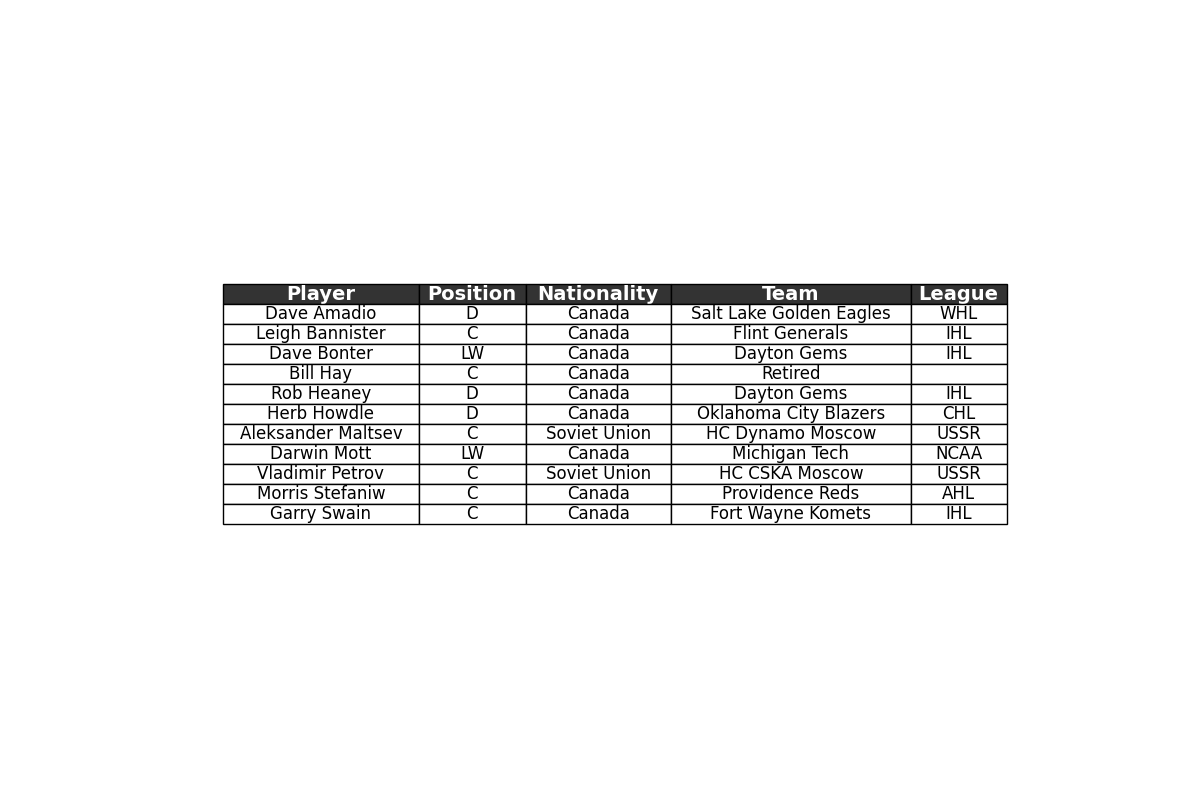 Player Position Nationality Team League
Dave Amadio D Canada Salt Lake Golden Eagles WHL
Leigh Bannister C Canada Flint Generals IHL
Dave Bonter LW Canada Dayton Gems IHL
Bill Hay C Canada Retired
Rob Heaney D Canada Dayton Gems IHL
Herb Howdle D Canada Oklahoma City Blazers CHL
Aleksander Maltsev C Soviet Union HC Dynamo Moscow USSR
Darwin Mott LW Canada Michigan Tech NCAA
Vladimir Petrov C Soviet Union HC CSKA Moscow USSR
Morris Stefaniw C Canada Providence Reds AHL
Garry Swain C Canada Fort Wayne Komets IHL